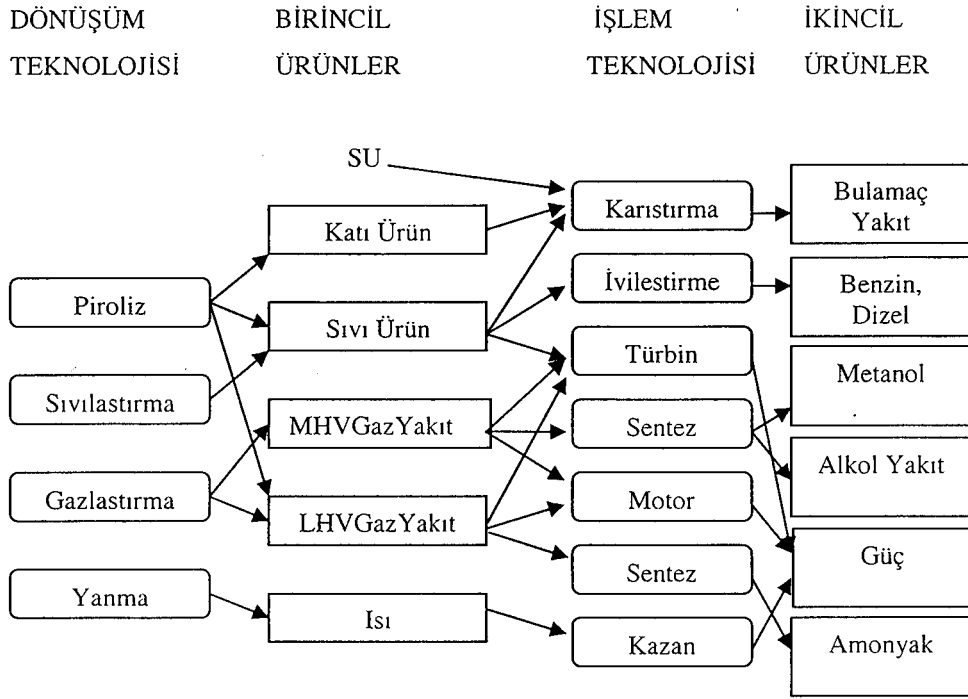 DÖNÜŞÜM
TEKNOLOJİSİ
BİRİNCİL
ÜRÜNLER
İŞLEM
TEKNOLOJİSİ
İKİNCİL
ÜRÜNLER
SU
Piroliz
Sıvılastırma
Gazlastırma
Yanma
Katı Ürün
Sıvı Ürün
MHVGazYakıt
LHVGazYakıt
Isı
Karıstırma
İvilestirme
Türbin
Sentez
Motor
Sentez
Kazan
Bulamaç
Yakıt
Benzin,
Dizel
Metanol
Alkol Yakıt
Güç
Amonyak